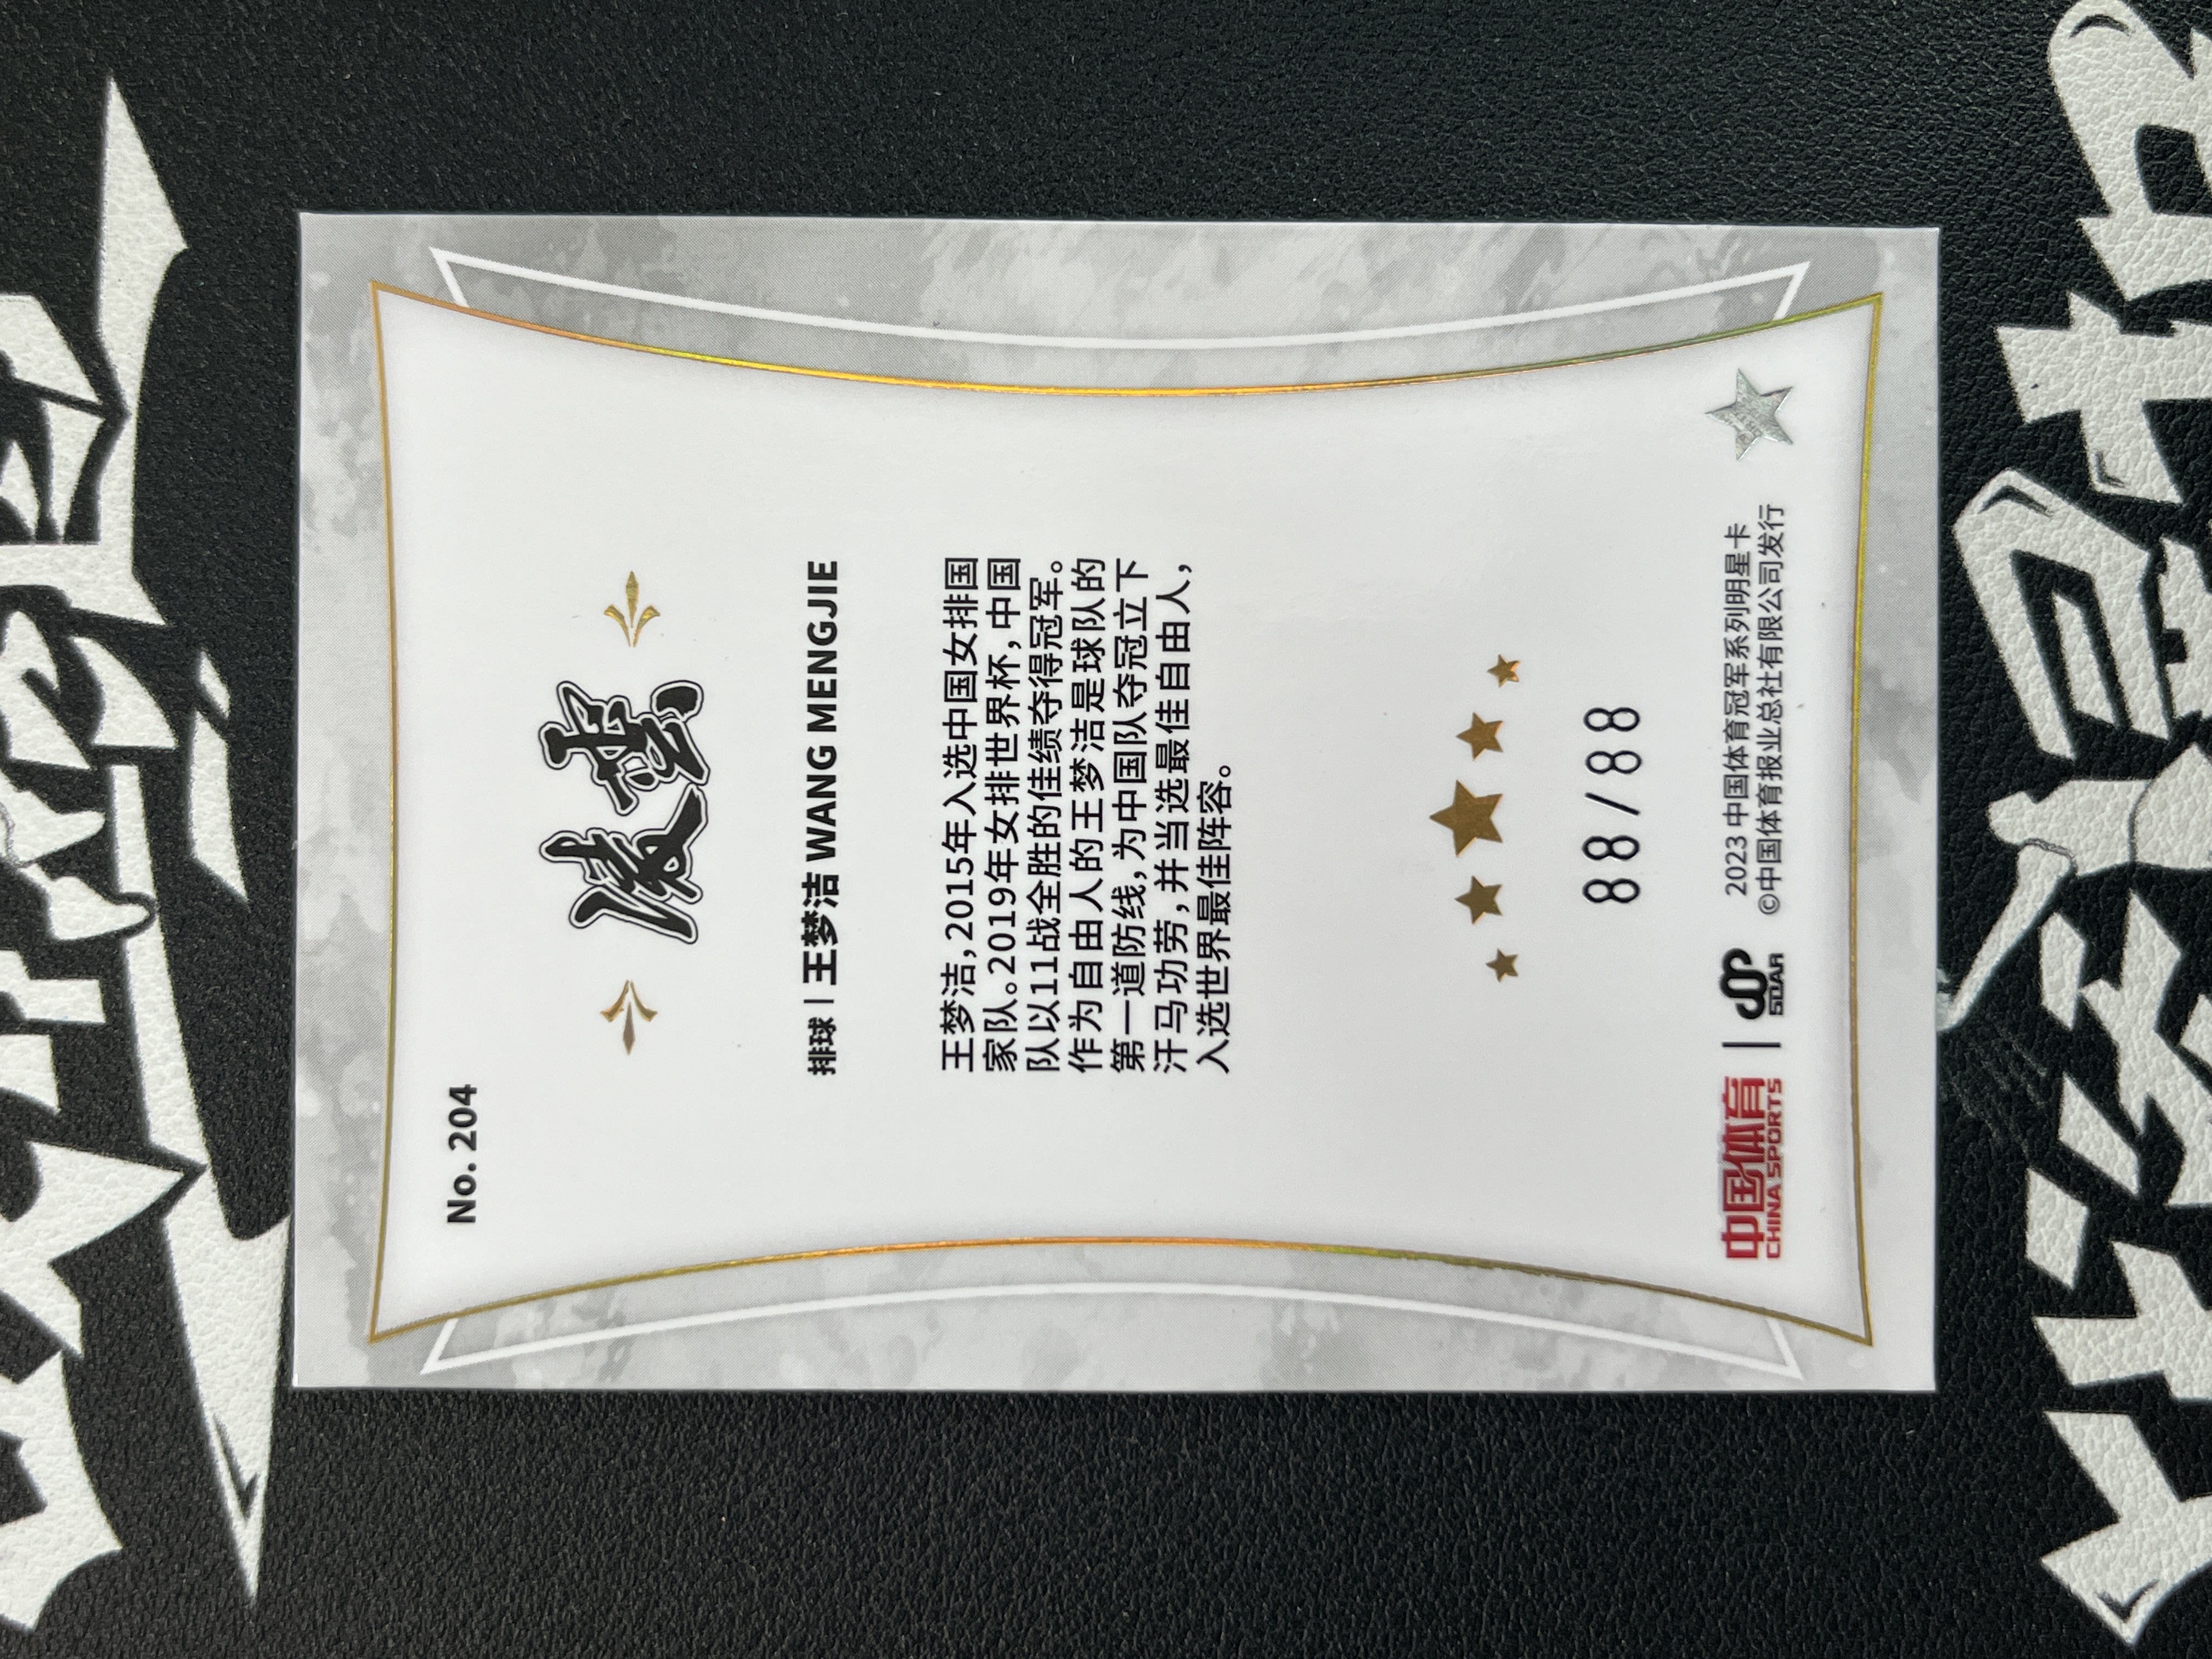 No. 204
凌云
排球 | 王梦洁 WANG MENGJIE
王梦洁,2015年入选中国女排国
家队。2019年女排世界杯,中国
队以11战全胜的佳绩夺得冠军。
作为自由人的王梦洁是球队的
第一道防线,为中国队夺冠立下
汗马功劳,并当选最佳自由人,
入选世界最佳阵容。
88/88
中国体育
CHINA SPORTS
SOAR
2023 中国体育冠军系列明星卡
©中国体育报业总社有限公司发行